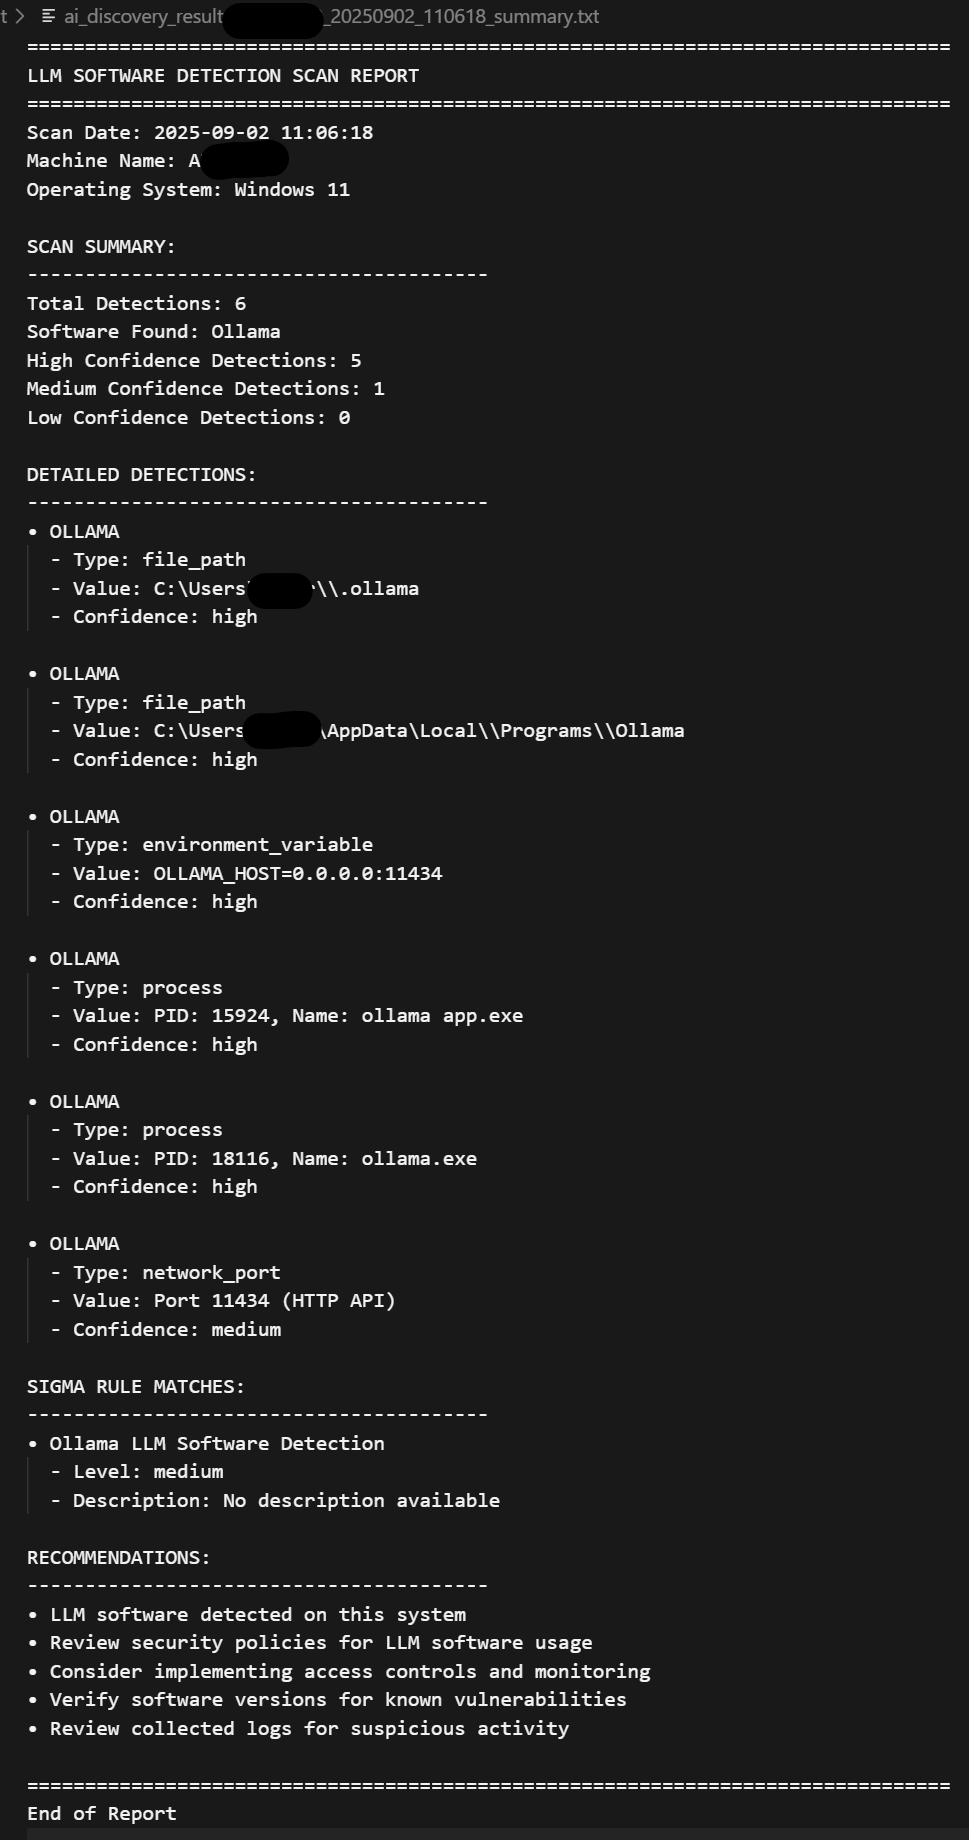 t > ai_discovery_result _20250902_110618_summary.txt
================================================================================
LLM SOFTWARE DETECTION SCAN REPORT
================================================================================
Scan Date: 2025-09-02 11:06:18
Machine Name: A
Operating System: Windows 11
SCAN SUMMARY:
----------------------------------------
Total Detections: 6
Software Found: Ollama
High Confidence Detections: 5
Medium Confidence Detections: 1
Low Confidence Detections: 0
DETAILED DETECTIONS:
----------------------------------------
• OLLAMA
- Type: file_path
- Value: C:\Users \\.ollama
- Confidence: high
• OLLAMA
- Type: file_path
- Value: C:\Users \AppData\Local\\Programs\\Ollama
- Confidence: high
• OLLAMA
- Type: environment_variable
- Value: OLLAMA_HOST=0.0.0.0:11434
- Confidence: high
• OLLAMA
- Type: process
- Value: PID: 15924, Name: ollama app.exe
- Confidence: high
• OLLAMA
- Type: process
- Value: PID: 18116, Name: ollama.exe
- Confidence: high
• OLLAMA
- Type: network_port
- Value: Port 11434 (HTTP API)
- Confidence: medium
SIGMA RULE MATCHES:
----------------------------------------
• Ollama LLM Software Detection
- Level: medium
- Description: No description available
RECOMMENDATIONS:
----------------------------------------
• LLM software detected on this system
• Review security policies for LLM software usage
• Consider implementing access controls and monitoring
• Verify software versions for known vulnerabilities
• Review collected logs for suspicious activity
================================================================================
End of Report